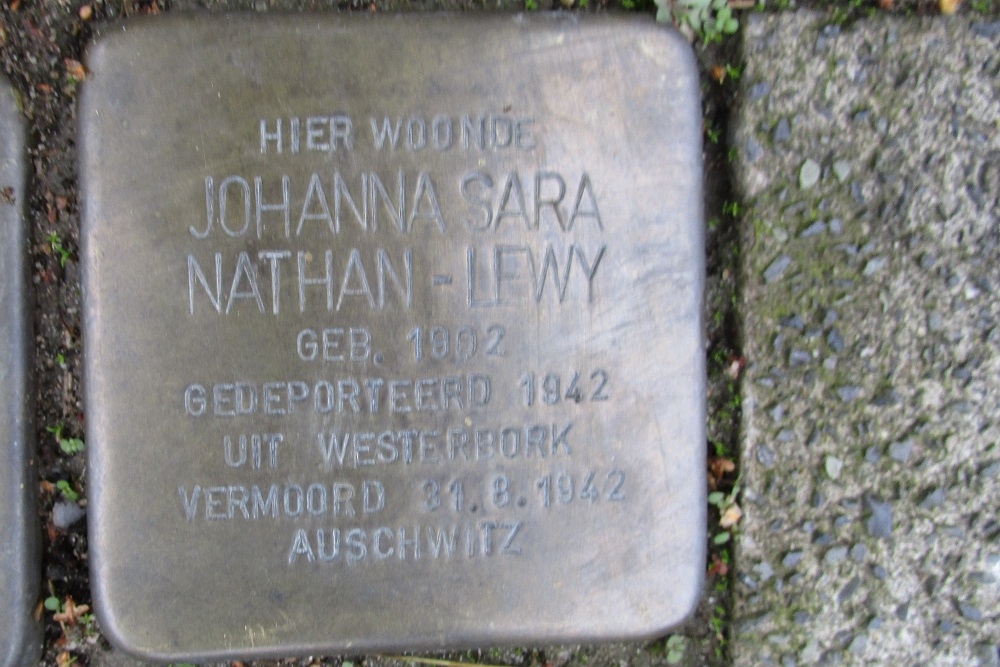 HIER WOONDE
JOHANNA SARA
NATHAN - LEWY
GEB. 1902
GEDEPORTEERD 1942
UIT WESTERBORK
VERMOORD 31.8.1942
AUSCHWITZ